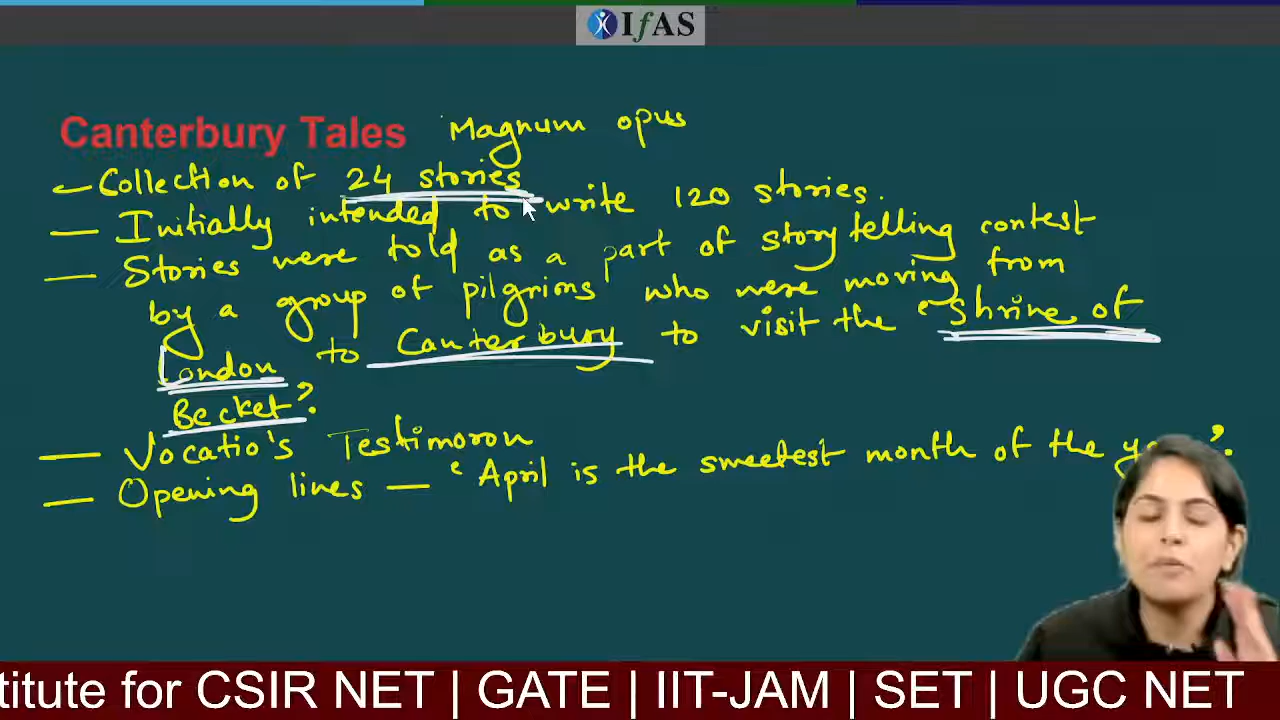 IfAS
Canterbury Tales Magnum opus
— Collection of 24 stories
— Initially intended to write 120 stories.
— Stories were told as a part of storytelling contest
by a group of pilgrims who were moving from
London to Canterbury to visit the 'Shrine of
Becket'.
— Vocatio's Testimoron
— Opening lines — 'April is the sweetest month of the
titute for CSIR NET | GATE | IIT-JAM | SET | UGC NET